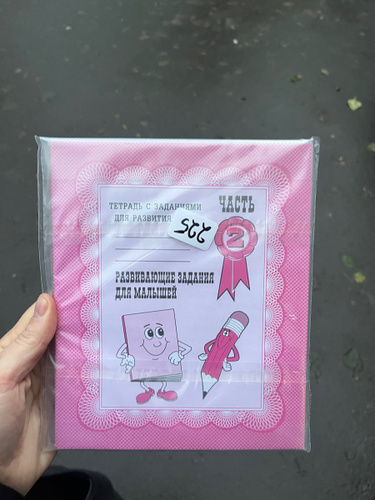 ТЕТРАДЬ С ЗАДАНИЯМИ
ДЛЯ РАЗВИТИЯ
ЧАСТЬ
2
225
РАЗВИВАЮЩИЕ ЗАДАНИЯ
ДЛЯ МАЛЫШЕЙ